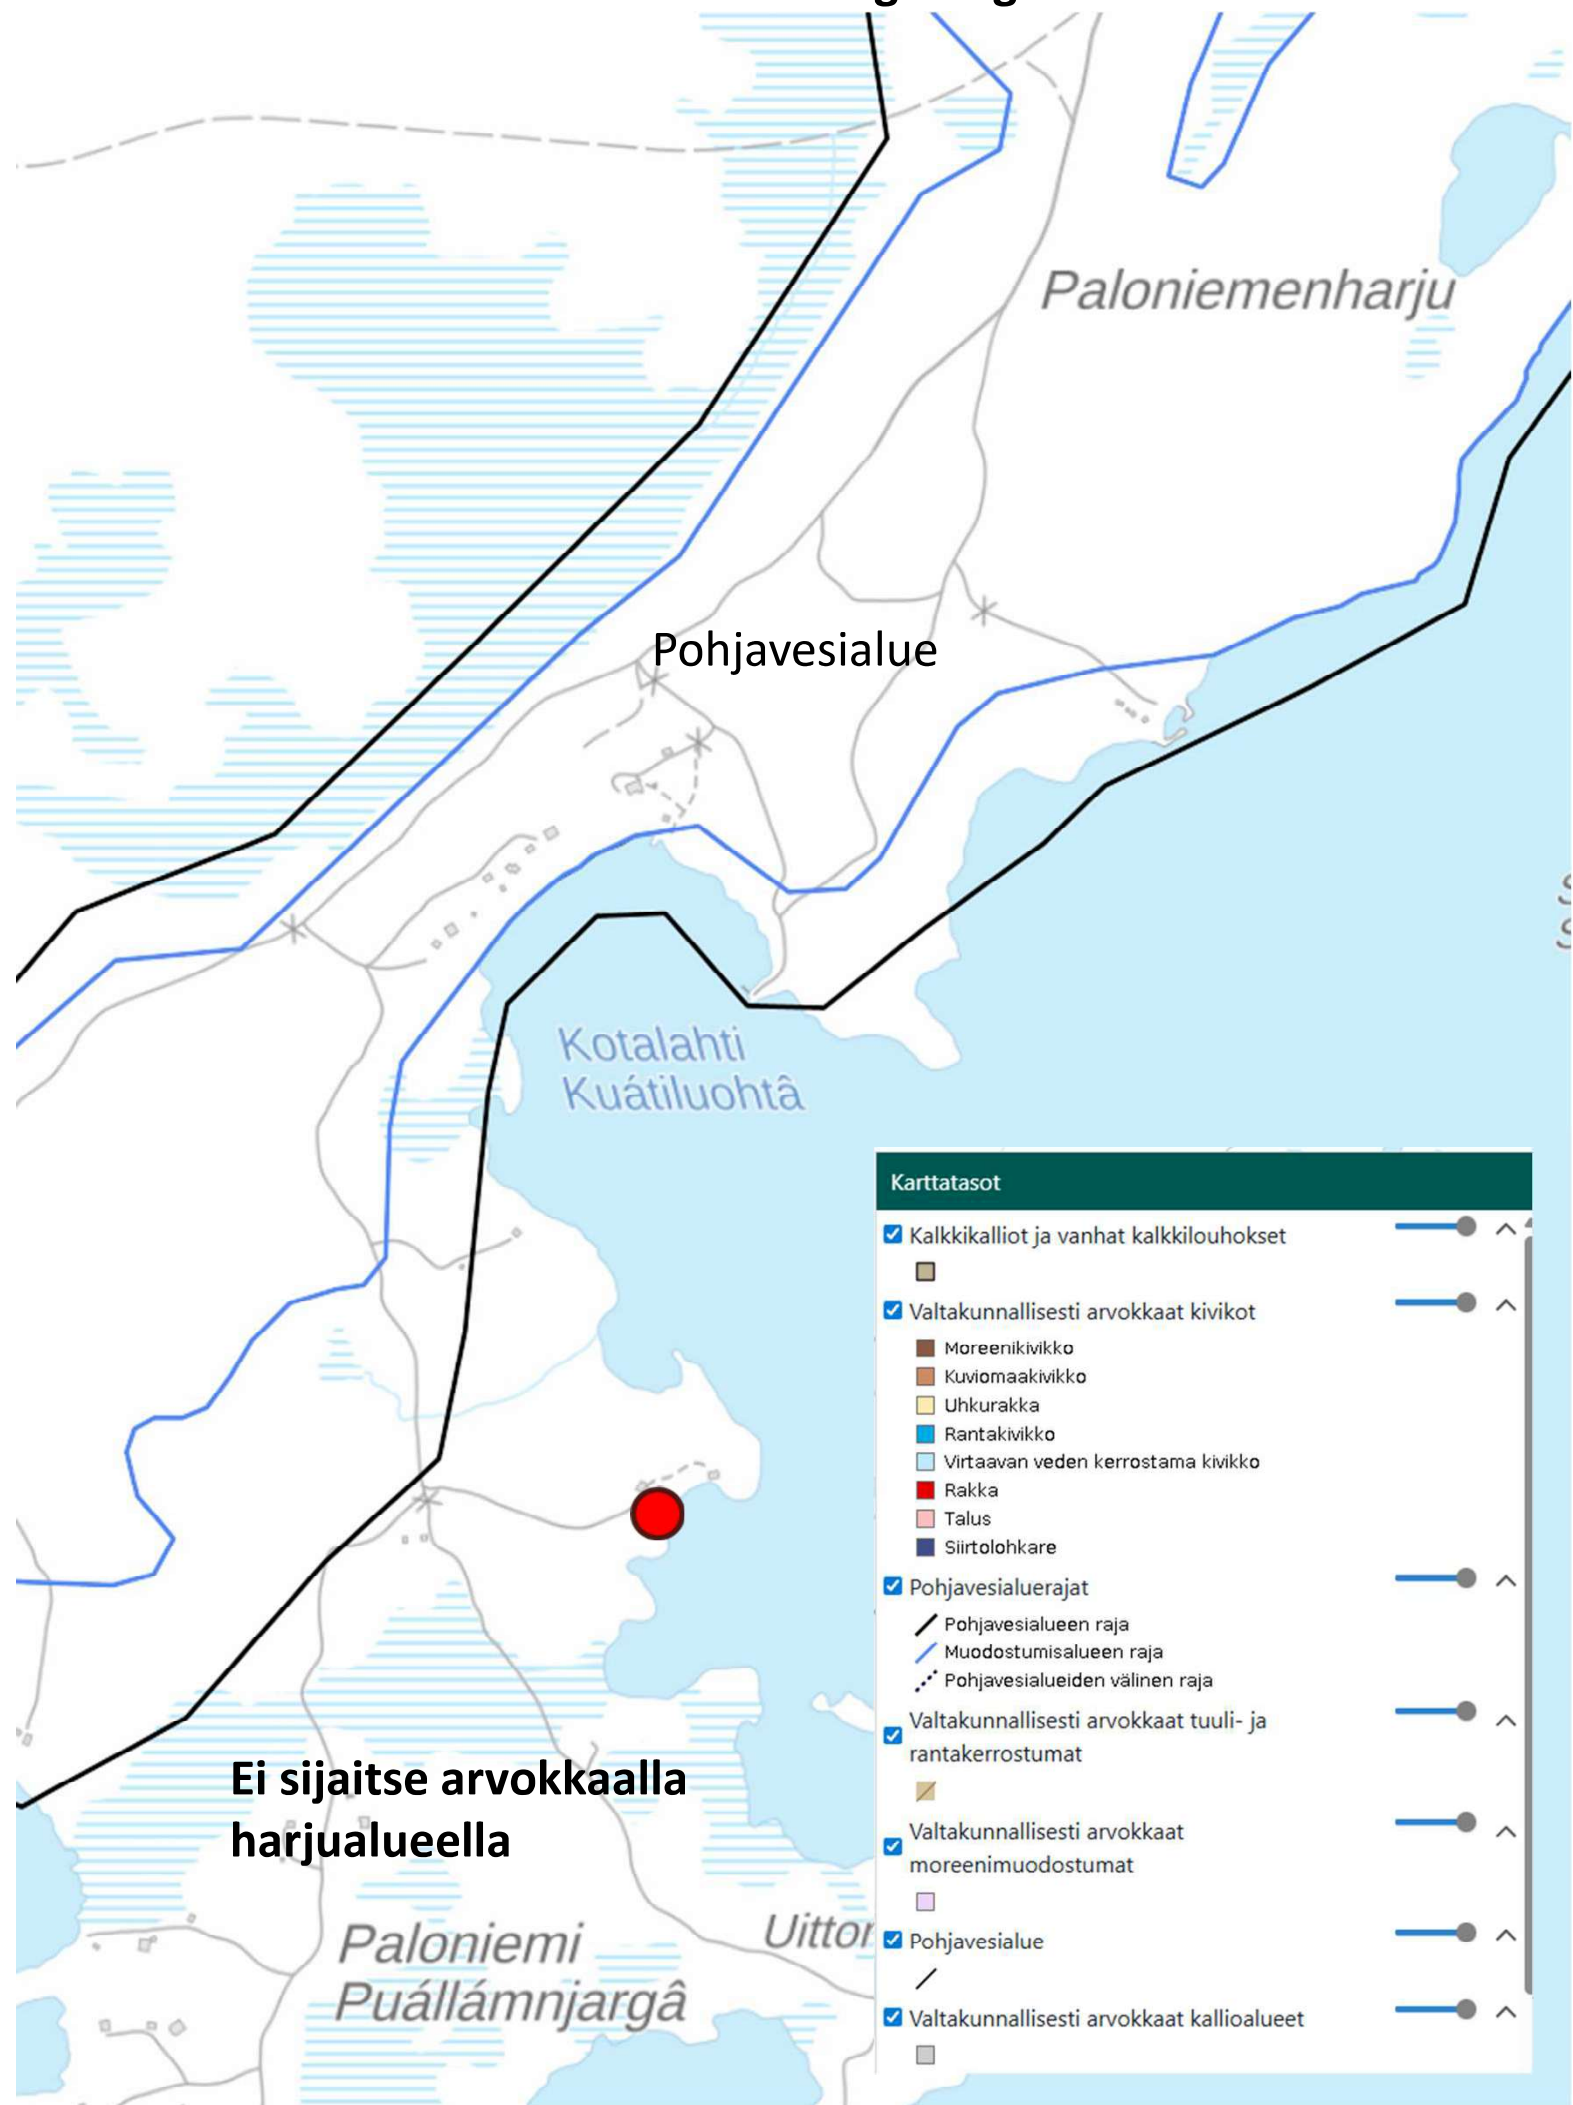 Paloniemenharju
Pohjavesialue
Kotalahti
Kuátiluohtâ
Karttatasot
Kalkkikalliot ja vanhat kalkkilouhokset
Valtakunnallisesti arvokkaat kivikot
Moreenikivikko
Kuviomaakivikko
Uhkurakka
Rantakivikko
Virtaavan veden kerrostama kivikko
Rakka
Talus
Siirtolohkare
Pohjavesialuerajat
Pohjavesialueen raja
Muodostumisalueen raja
Pohjavesialueiden välinen raja
Valtakunnallisesti arvokkaat tuuli- ja
rantakerrostumat
Valtakunnallisesti arvokkaat
moreenimuodostumat
Pohjavesialue
Valtakunnallisesti arvokkaat kallioalueet
Ei sijaitse arvokkaalla
harjualueella
Paloniemi
Puállámnjargâ